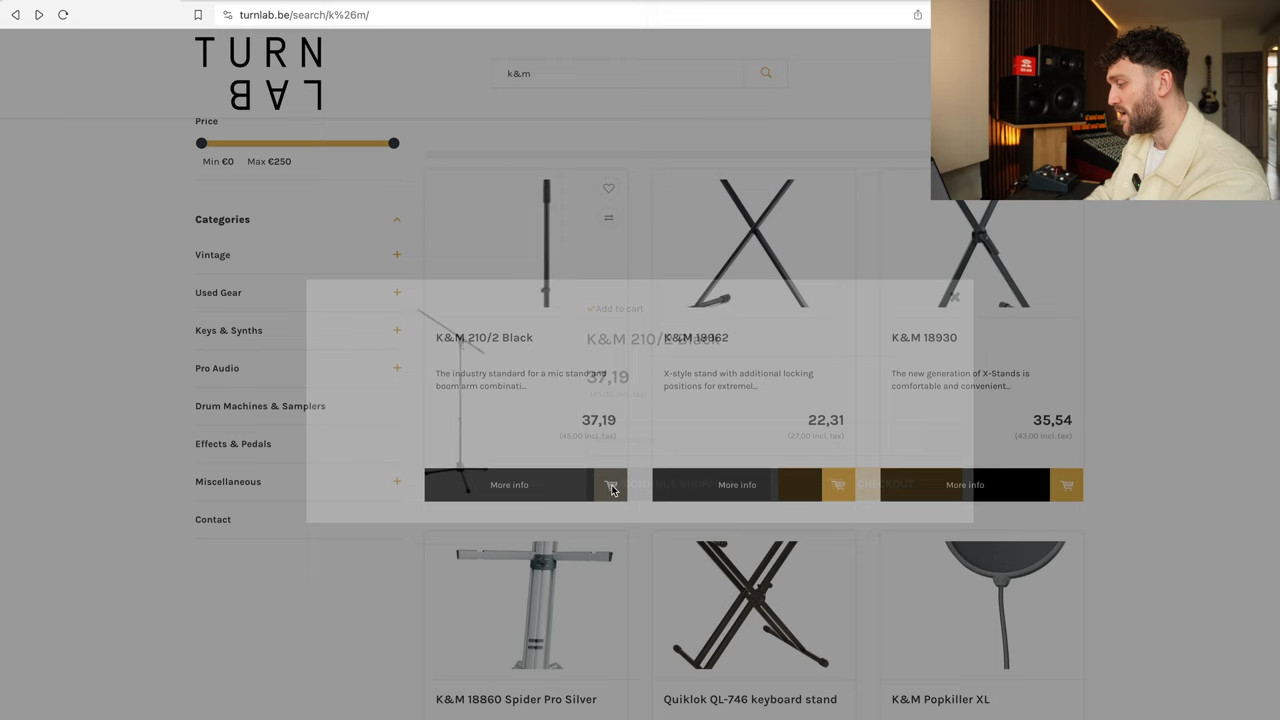 turnlab.be/search/k%26m/
TURN
LAB
k&m
Price
Min €0 Max €250
Categories
Vintage
Used Gear
Keys & Synths
Pro Audio
Drum Machines & Samplers
Effects & Pedals
Miscellaneous
Contact
Add to cart
K&M 210/2 Black
37,19
K&M 210/2 Black
The industry standard for a mic stand and
boom arm combinati...
37,19
(45,00 Incl. tax)
More info
K&M 18962
X-style stand with additional locking
positions for extremel...
22,31
(27,00 Incl. tax)
More info
K&M 18930
The new generation of X-Stands is
comfortable and convenient...
35,54
(43,00 Incl. tax)
More info
CHECKOUT
K&M 18860 Spider Pro Silver
Quiklok QL-746 keyboard stand
K&M Popkiller XL